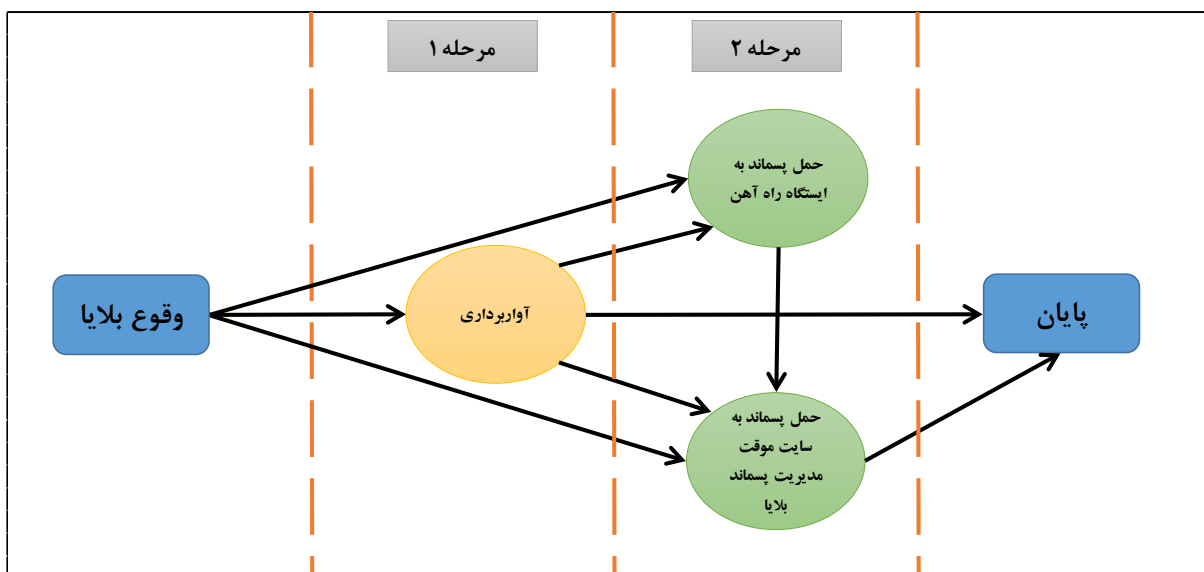 مرحله ۱
مرحله ۲
حمل پسماند به
ایستگاه راه آهن
وقوع بلایا
آواربرداری
پایان
حمل پسماند به
سایت موقت
مدیریت پسماند
بلایا